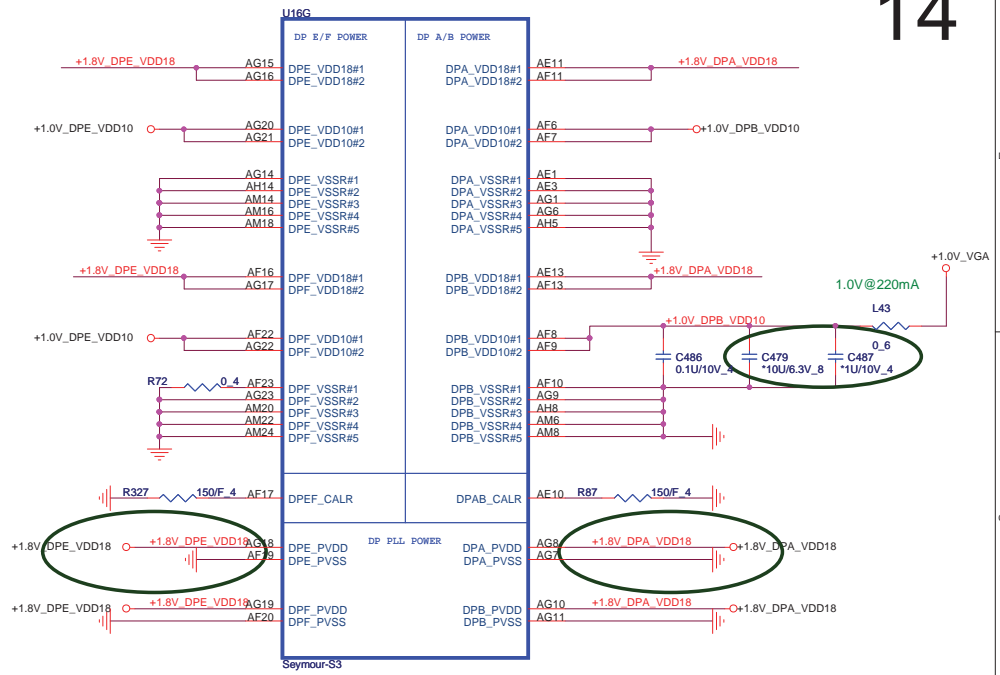 14
U16G
DP E/F POWER
DP A/B POWER
+1.8V_DPE_VDD18
AG15
AG16
DPE_VDD18#1
DPE_VDD18#2
DPA_VDD18#1
DPA_VDD18#2
AE11
AF11
+1.8V_DPA_VDD18
+1.0V_DPE_VDD10
AG20
AG21
DPE_VDD10#1
DPE_VDD10#2
DPA_VDD10#1
DPA_VDD10#2
AF6
AF7
+1.0V_DPB_VDD10
AG14
AH14
AM14
AM16
AM18
DPE_VSSR#1
DPE_VSSR#2
DPE_VSSR#3
DPE_VSSR#4
DPE_VSSR#5
DPA_VSSR#1
DPA_VSSR#2
DPA_VSSR#3
DPA_VSSR#4
DPA_VSSR#5
AE1
AE3
AG1
AG6
AH5
+1.8V_DPE_VDD18
AF16
AG17
DPF_VDD18#1
DPF_VDD18#2
DPB_VDD18#1
DPB_VDD18#2
AE13
AF13
+1.8V_DPA_VDD18
+1.0V_VGA
1.0V@220mA
L43
0_6
+1.0V_DPE_VDD10
AF22
AG22
DPF_VDD10#1
DPF_VDD10#2
DPB_VDD10#1
DPB_VDD10#2
AF8
AF9
+1.0V_DPB_VDD10
C486
0.1U/10V_4
C479
*10U/6.3V_8
C487
*1U/10V_4
R72
0_4
AF23
AG23
AM20
AM22
AM24
DPF_VSSR#1
DPF_VSSR#2
DPF_VSSR#3
DPF_VSSR#4
DPF_VSSR#5
DPB_VSSR#1
DPB_VSSR#2
DPB_VSSR#3
DPB_VSSR#4
DPB_VSSR#5
AF10
AG9
AH8
AM6
AM8
R327
150/F_4
AF17
DPEF_CALR
DPAB_CALR
AE10
R87
150/F_4
DP PLL POWER
+1.8V_DPE_VDD18
+1.8V_DPE_VDD18
AG18
AF19
DPE_PVDD
DPE_PVSS
DPA_PVDD
DPA_PVSS
AG8
AG7
+1.8V_DPA_VDD18
+1.8V_DPA_VDD18
+1.8V_DPE_VDD18
+1.8V_DPE_VDD18
AG19
AF20
DPF_PVDD
DPF_PVSS
DPB_PVDD
DPB_PVSS
AG10
AG11
+1.8V_DPA_VDD18
+1.8V_DPA_VDD18
Seymour-S3